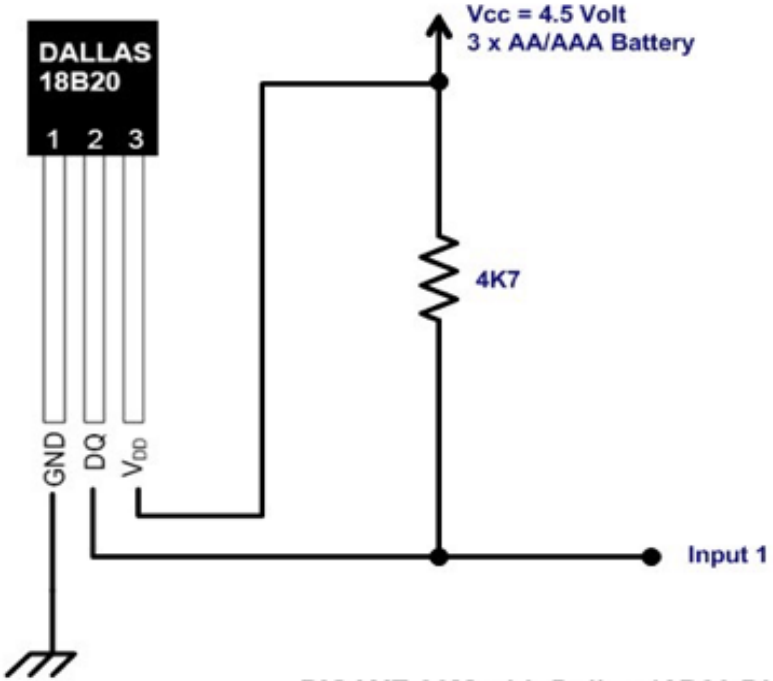 DALLAS
18B20
1 2 3
GND
DQ
VDD
Vcc = 4.5 Volt
3 x AA/AAA Battery
4K7
Input 1